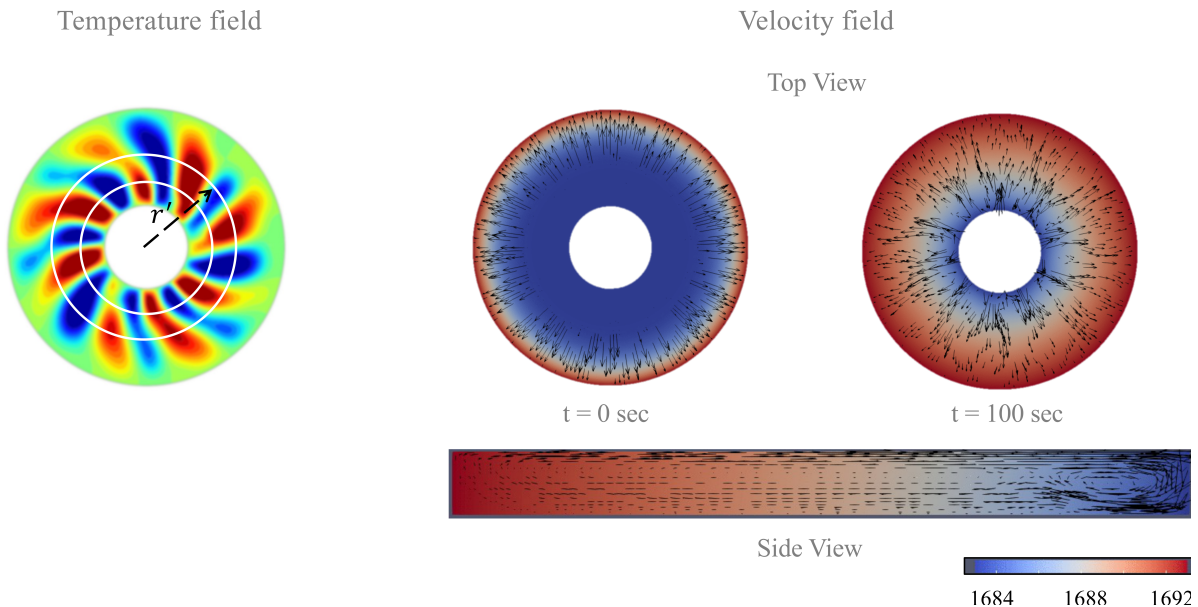 Temperature field
Velocity field
Top View
r′
t = 0 sec
t = 100 sec
Side View
1684 1688 1692